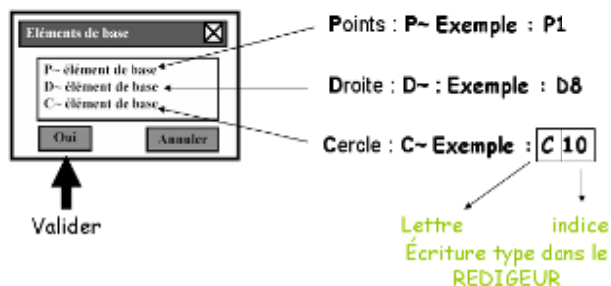 Eléments de base
P~ élément de base
D~ élément de base
C~ élément de base
Oui
Annuler
Valider
Points : P~ Exemple : P1
Droite : D~ : Exemple : D8
Cercle : C~ Exemple : C 10
Lettre indice
Écriture type dans le
REDIGEUR